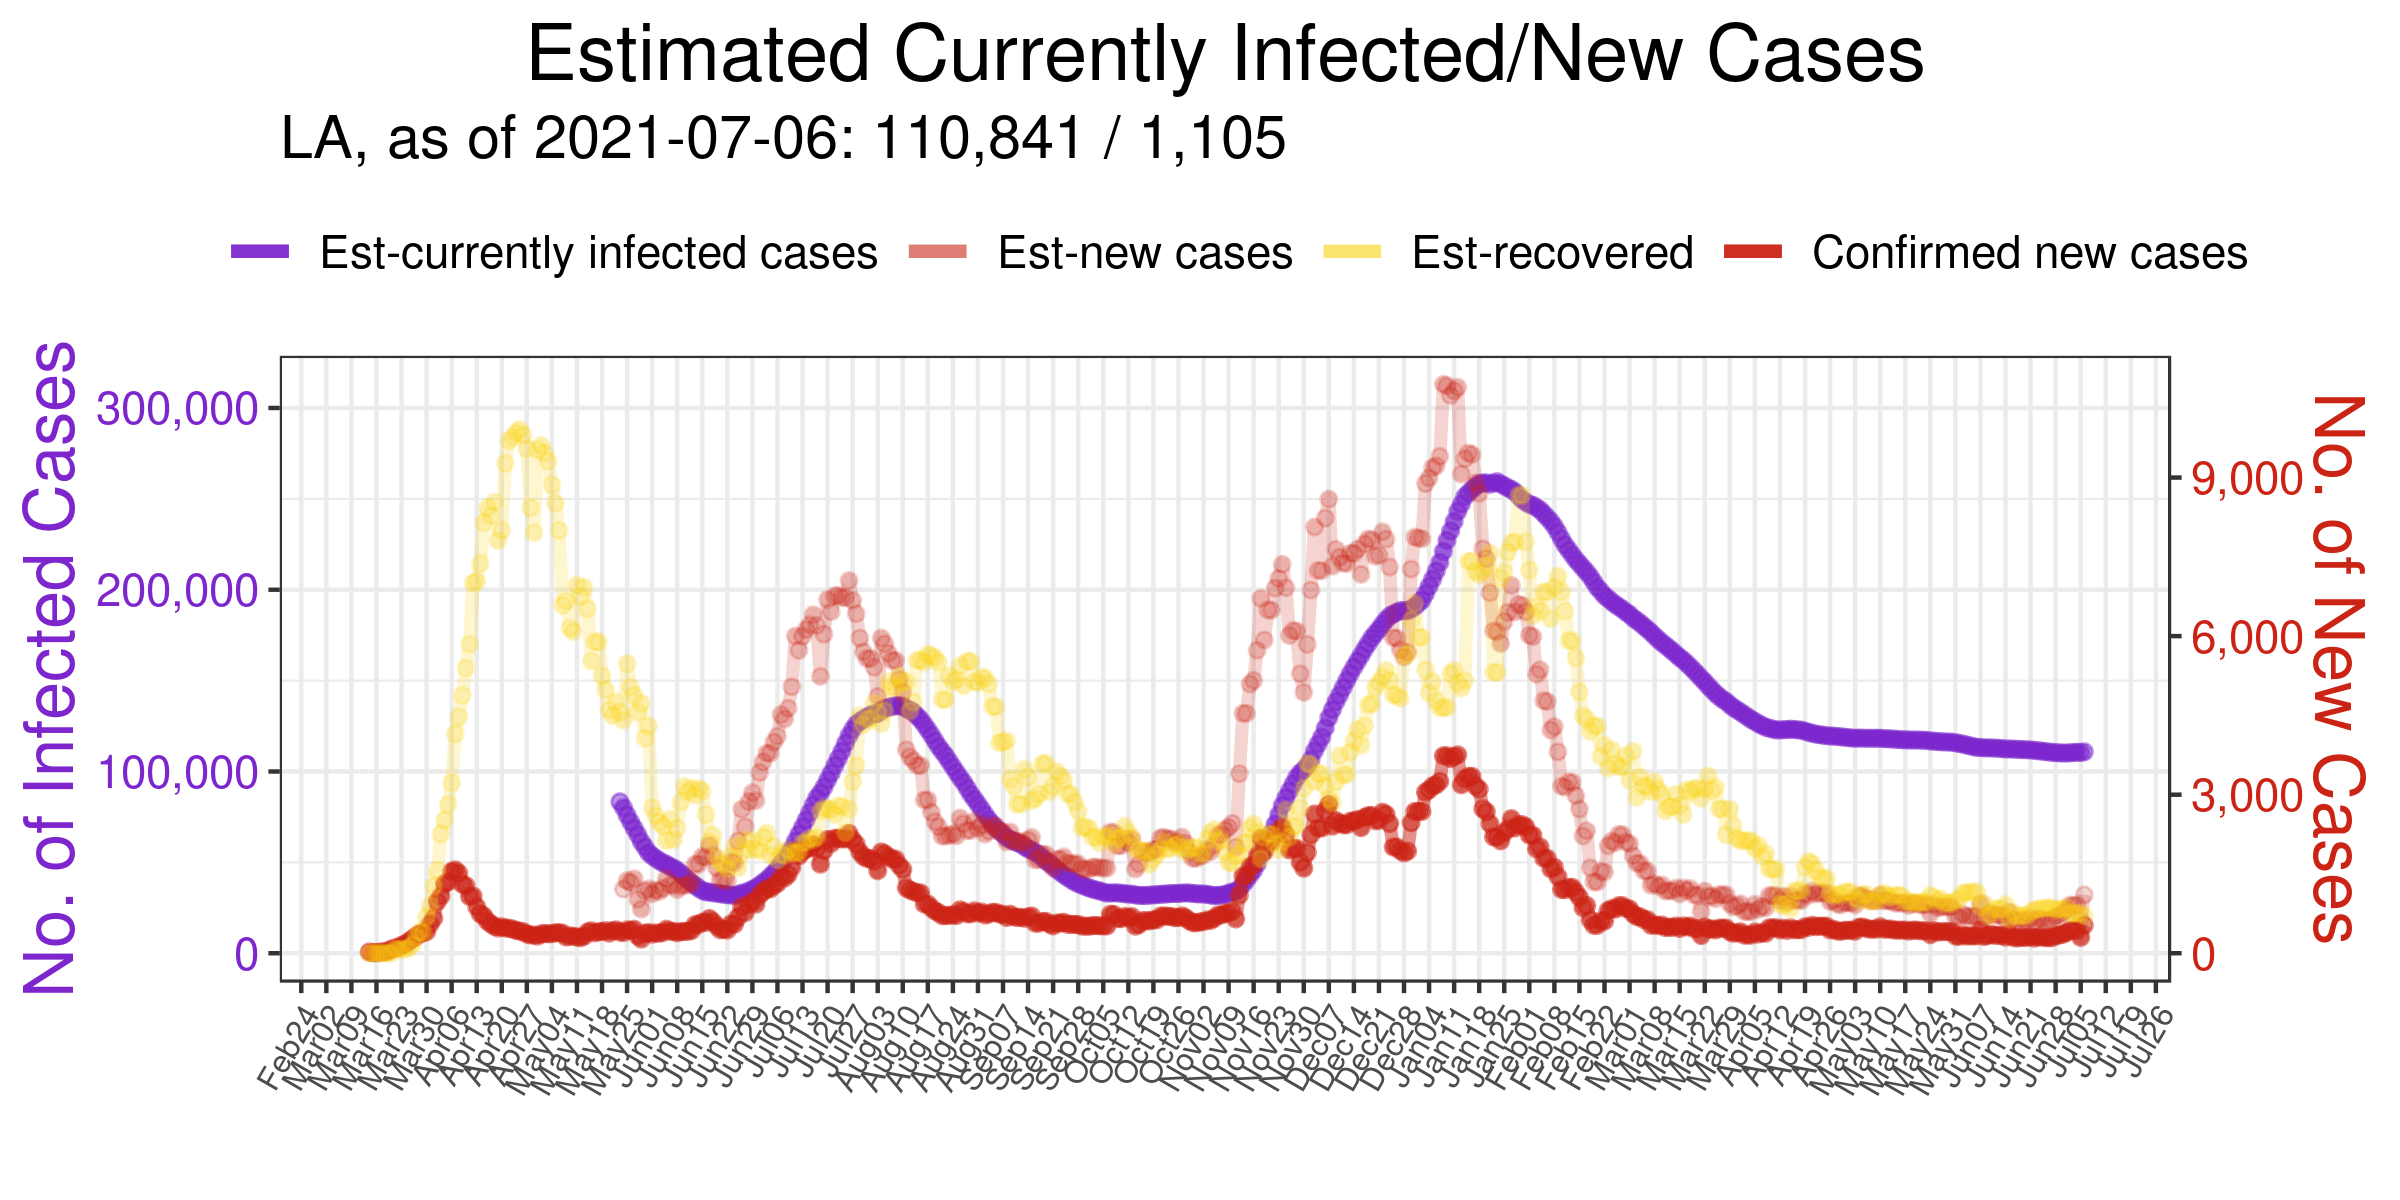 Estimated Currently Infected/New Cases
LA, as of 2021-07-06: 110,841 / 1,105
Est-currently infected cases Est-new cases Est-recovered Confirmed new cases
No. of Infected Cases
300,000
200,000
100,000
0
No. of New Cases
9,000
6,000
3,000
0
Feb24 Mar02 Mar09 Mar16 Mar23 Mar30 Apr06 Apr13 Apr20 Apr27 May04 May11 May18 May25 Jun01 Jun08 Jun15 Jun22 Jun29 Jul06 Jul13 Jul20 Jul27 Aug03 Aug10 Aug17 Aug24 Aug31 Sep07 Sep14 Sep21 Sep28 Oct05 Oct12 Oct19 Oct26 Nov02 Nov09 Nov16 Nov23 Nov30 Dec07 Dec14 Dec21 Dec28 Jan04 Jan11 Jan18 Jan25 Feb01 Feb08 Feb15 Feb22 Mar01 Mar08 Mar15 Mar22 Mar29 Apr05 Apr12 Apr19 Apr26 May03 May10 May17 May24 May31 Jun07 Jun14 Jun21 Jun28 Jul05 Jul12 Jul19 Jul26